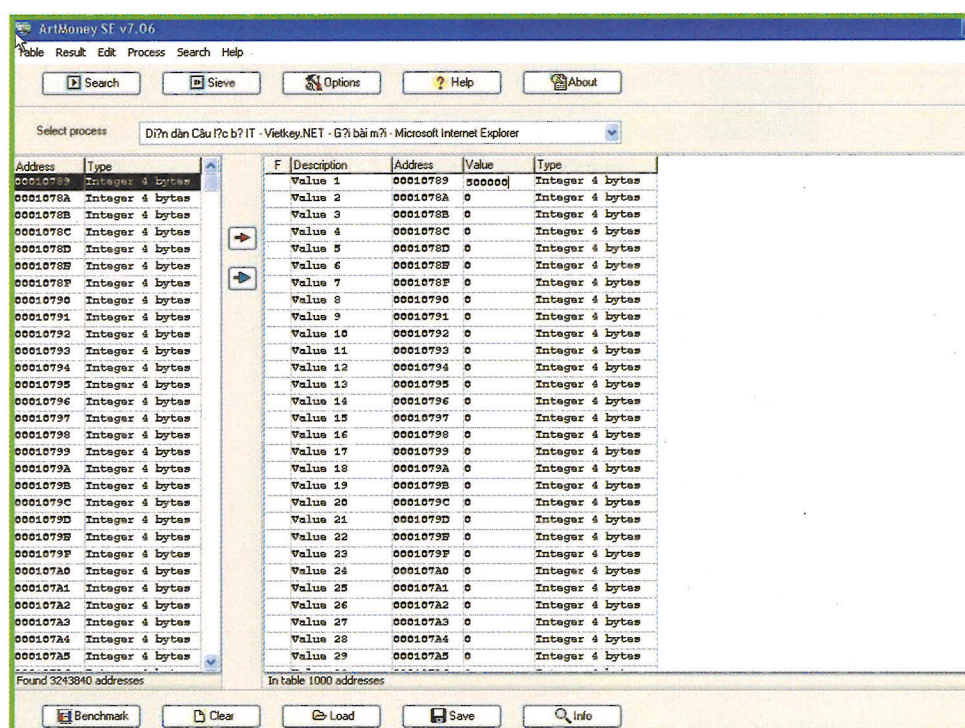 ArtMoney SE v7.06
Table Result Edit Process Search Help
Search Sieve Options Help About
Select process Di?n dàn Câu l?c b? IT - Vietkey.NET - G?i bài m?i - Microsoft Internet Explorer
Address Type F Description Address Value Type
00010789 Integer 4 bytes Value 1 00010789 500000 Integer 4 bytes
0001078A Integer 4 bytes Value 2 0001078A 0 Integer 4 bytes
0001078B Integer 4 bytes Value 3 0001078B 0 Integer 4 bytes
0001078C Integer 4 bytes Value 4 0001078C 0 Integer 4 bytes
0001078D Integer 4 bytes Value 5 0001078D 0 Integer 4 bytes
0001078E Integer 4 bytes Value 6 0001078E 0 Integer 4 bytes
0001078F Integer 4 bytes Value 7 0001078F 0 Integer 4 bytes
00010790 Integer 4 bytes Value 8 00010790 0 Integer 4 bytes
00010791 Integer 4 bytes Value 9 00010791 0 Integer 4 bytes
00010792 Integer 4 bytes Value 10 00010792 0 Integer 4 bytes
00010793 Integer 4 bytes Value 11 00010793 0 Integer 4 bytes
00010794 Integer 4 bytes Value 12 00010794 0 Integer 4 bytes
00010795 Integer 4 bytes Value 13 00010795 0 Integer 4 bytes
00010796 Integer 4 bytes Value 14 00010796 0 Integer 4 bytes
00010797 Integer 4 bytes Value 15 00010797 0 Integer 4 bytes
00010798 Integer 4 bytes Value 16 00010798 0 Integer 4 bytes
00010799 Integer 4 bytes Value 17 00010799 0 Integer 4 bytes
0001079A Integer 4 bytes Value 18 0001079A 0 Integer 4 bytes
0001079B Integer 4 bytes Value 19 0001079B 0 Integer 4 bytes
0001079C Integer 4 bytes Value 20 0001079C 0 Integer 4 bytes
0001079D Integer 4 bytes Value 21 0001079D 0 Integer 4 bytes
0001079E Integer 4 bytes Value 22 0001079E 0 Integer 4 bytes
0001079F Integer 4 bytes Value 23 0001079F 0 Integer 4 bytes
000107A0 Integer 4 bytes Value 24 000107A0 0 Integer 4 bytes
000107A1 Integer 4 bytes Value 25 000107A1 0 Integer 4 bytes
000107A2 Integer 4 bytes Value 26 000107A2 0 Integer 4 bytes
000107A3 Integer 4 bytes Value 27 000107A3 0 Integer 4 bytes
000107A4 Integer 4 bytes Value 28 000107A4 0 Integer 4 bytes
000107A5 Integer 4 bytes Value 29 000107A5 0 Integer 4 bytes
Found 3243840 addresses In table 1000 addresses
Benchmark Clear Load Save Info